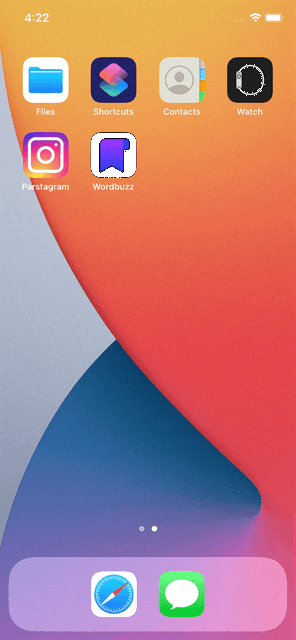 4:22
Files
Shortcuts
Contacts
Watch
Parstagram
Wordbuzz